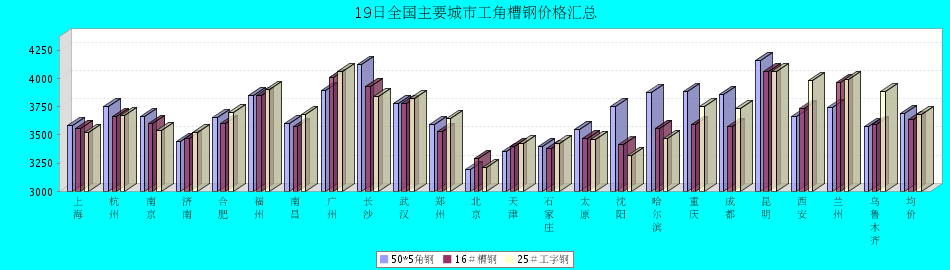 19日全国主要城市工角槽钢价格汇总
4250
4000
3750
3500
3250
3000
上海
杭州
南京
济南
合肥
福州
南昌
广州
长沙
武汉
郑州
北京
天津
石家庄
太原
沈阳
哈尔滨
重庆
成都
昆明
西安
兰州
乌鲁木齐
均价
50*5角钢 16＃槽钢 25＃工字钢